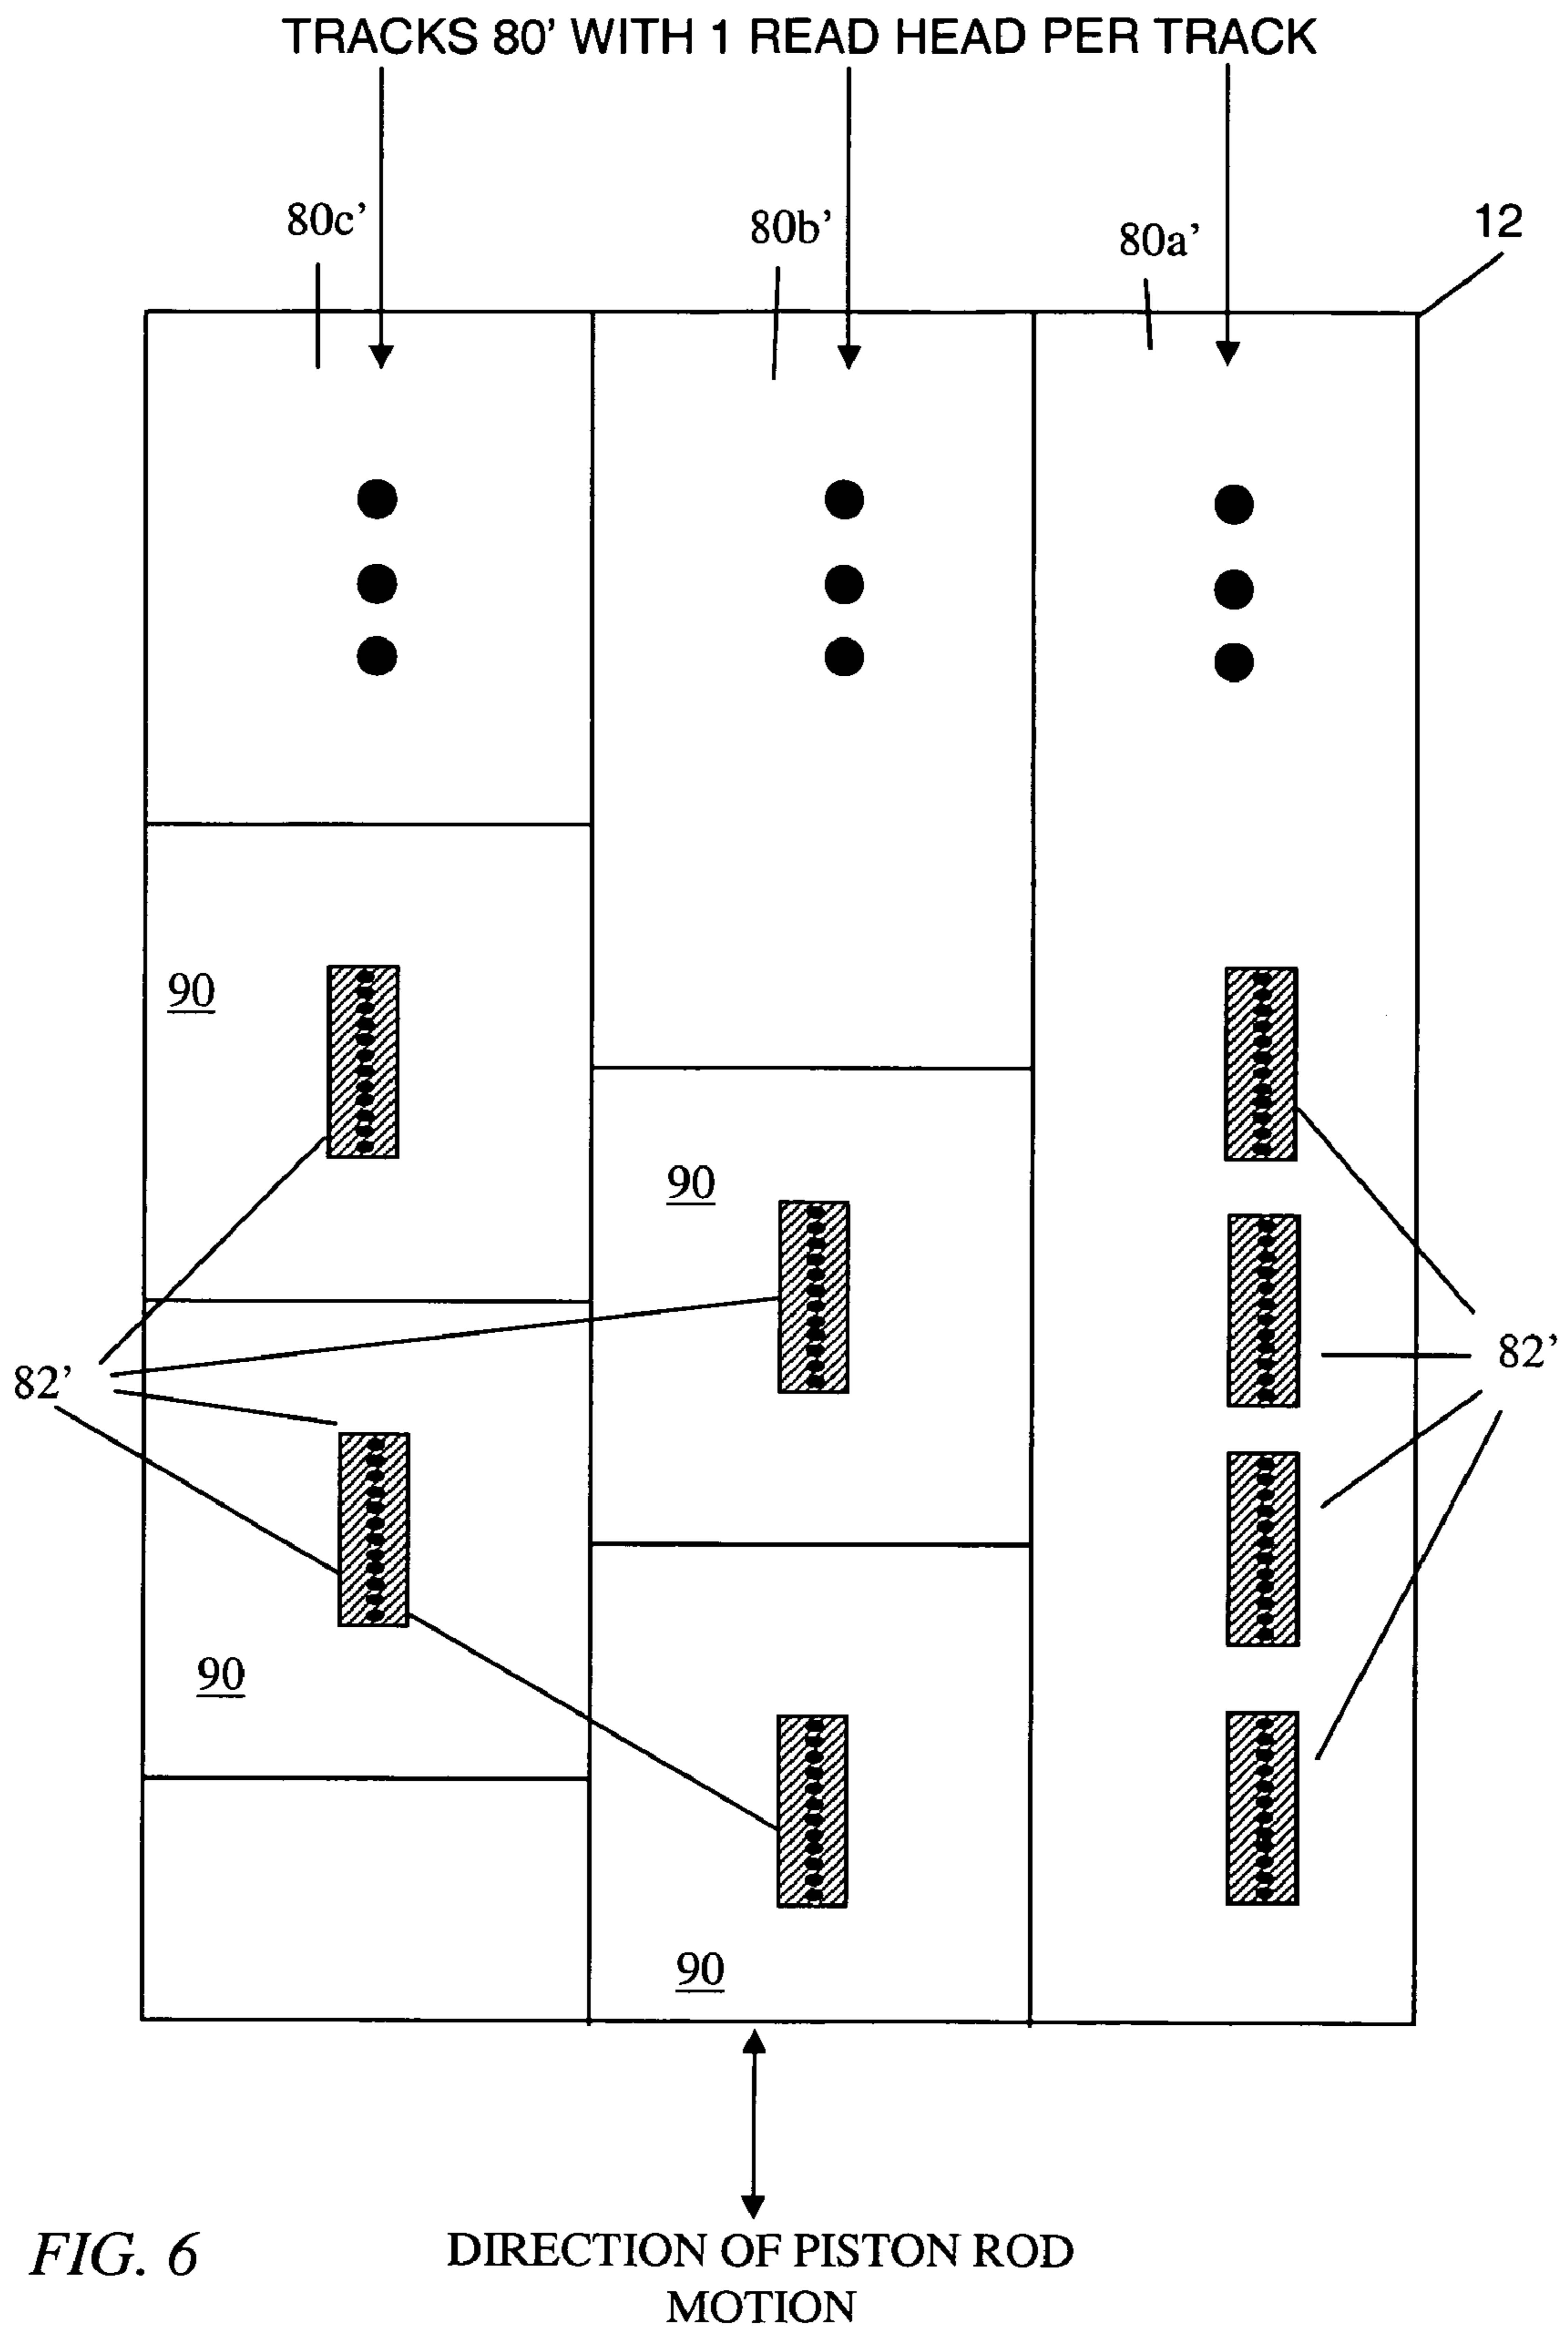 TRACKS 80' WITH 1 READ HEAD PER TRACK
80c'
80b'
80a'
12
90
90
82'
82'
90
90
FIG. 6
DIRECTION OF PISTON ROD
MOTION